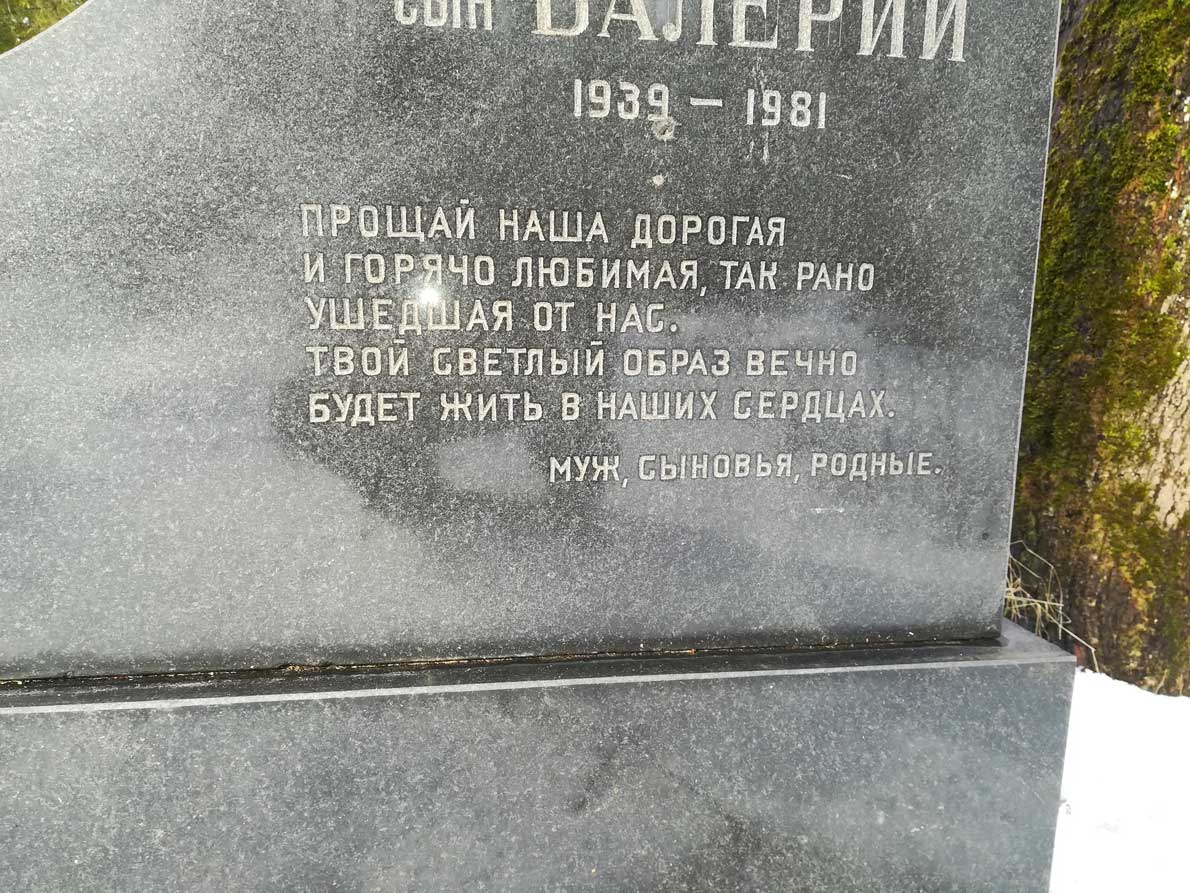 сын ВАЛЕРИЙ
1939 – 1981
ПРОЩАЙ НАША ДОРОГАЯ
И ГОРЯЧО ЛЮБИМАЯ, ТАК РАНО
УШЕДШАЯ ОТ НАС.
ТВОЙ СВЕТЛЫЙ ОБРАЗ ВЕЧНО
БУДЕТ ЖИТЬ В НАШИХ СЕРДЦАХ.
МУЖ, СЫНОВЬЯ, РОДНЫЕ.